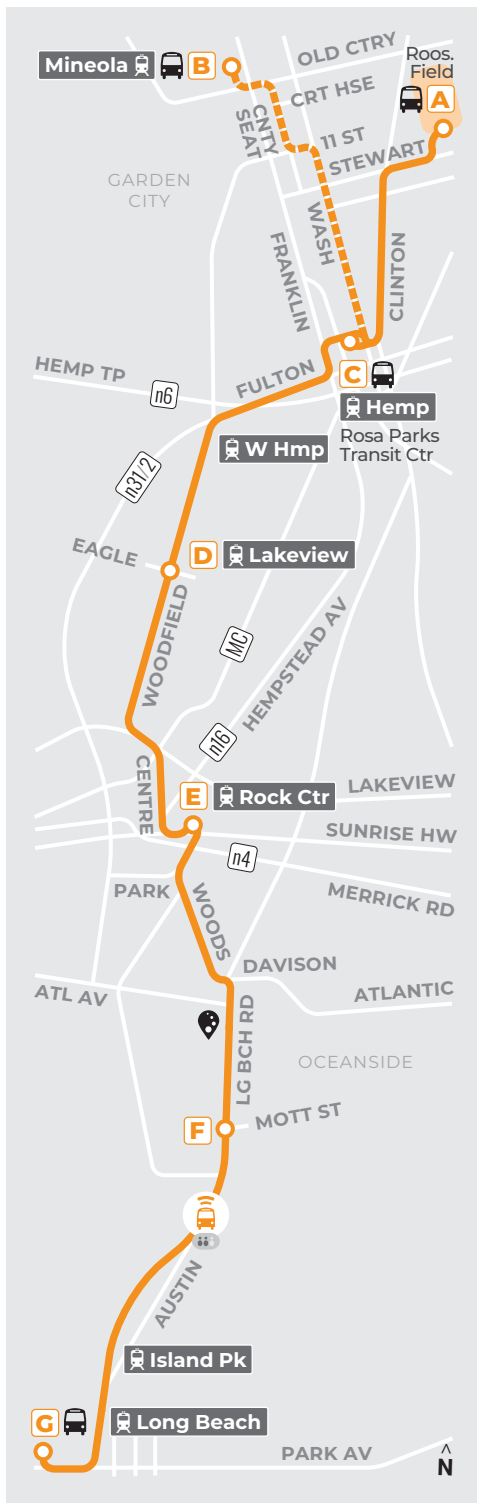 Mineola
B
OLD CTRY
Roos.
Field
A
CRT HSE
CNTY
SEAT
11 ST
STEWART
GARDEN
CITY
WASH
FRANKLIN
CLINTON
HEMP TP
n6
FULTON
C
Hemp
Rosa Parks
Transit Ctr
W Hmp
n31/2
EAGLE
D
Lakeview
WOODFIELD
MC
HEMPSTEAD AV
n16
CENTRE
E
Rock Ctr
LAKEVIEW
SUNRISE HW
n4
PARK
WOODS
MERRICK RD
DAVISON
ATL AV
ATLANTIC
LG BCH RD
OCEANSIDE
F
MOTT ST
AUSTIN
Island Pk
G
Long Beach
PARK AV
N